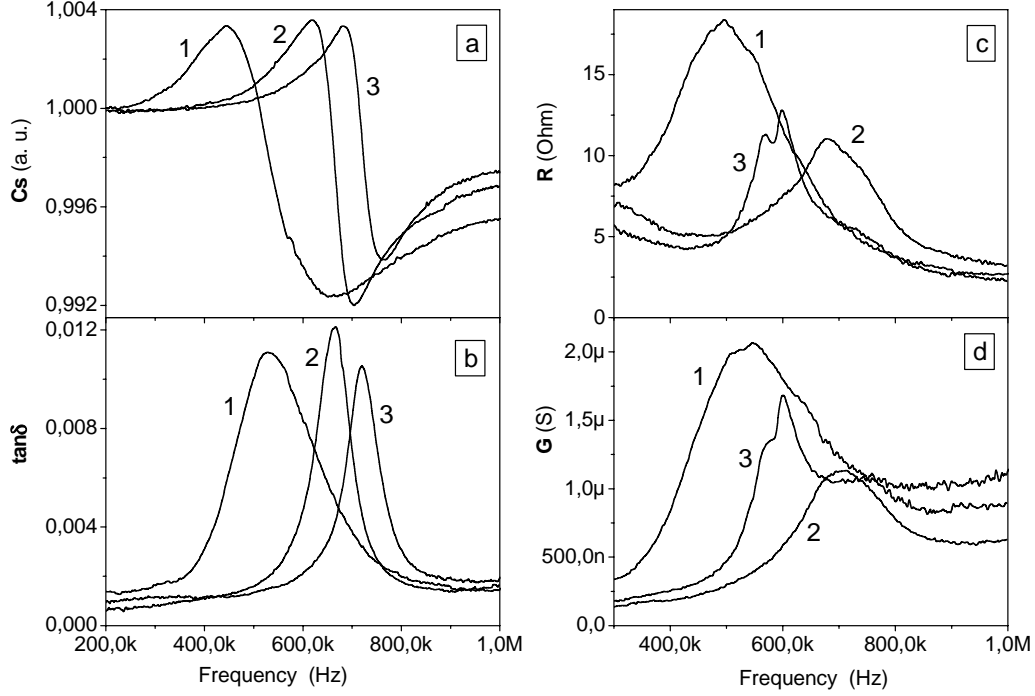 1,004
1,000
0,996
0,992
Cs (a. u.)
1
2
3
a
0,012
0,008
0,004
0,000
tanδ
1
2
3
b
200,0k
400,0k
600,0k
800,0k
1,0M
Frequency (Hz)
15
10
5
0
R (Ohm)
1
2
3
c
2,0µ
1,5µ
1,0µ
500,0n
0,0
G (S)
1
3
2
d
400,0k
600,0k
800,0k
1,0M
Frequency (Hz)